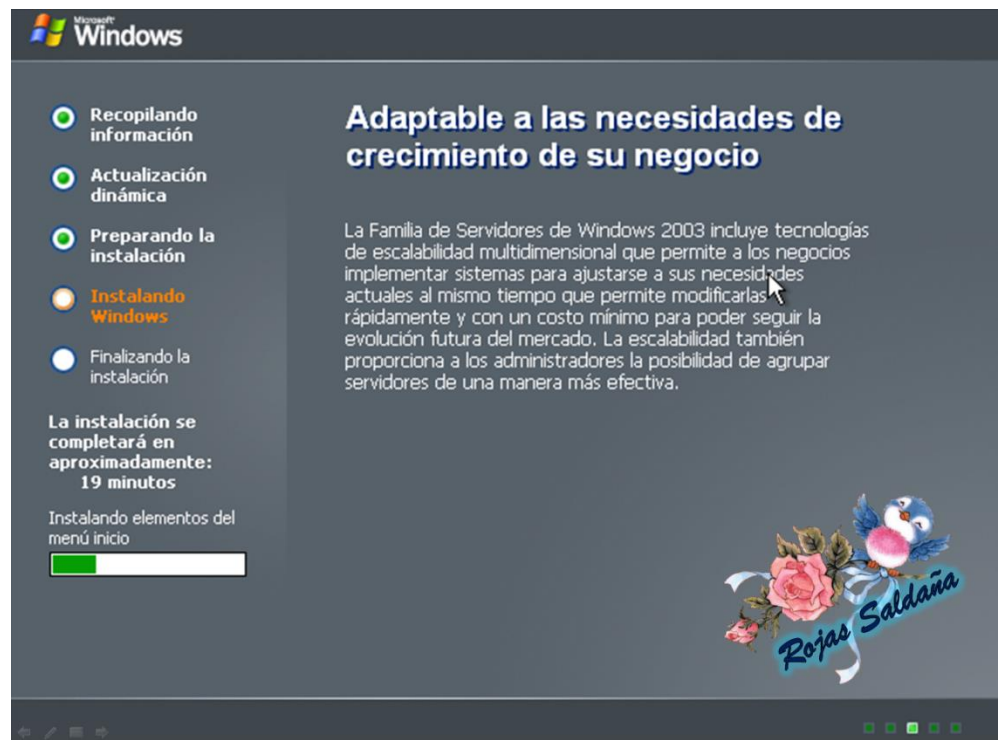 Microsoft
Windows
Recopilando
información
Actualización
dinámica
Preparando la
instalación
Instalando
Windows
Finalizando la
instalación
La instalación se
completará en
aproximadamente:
19 minutos
Instalando elementos del
menú inicio
Adaptable a las necesidades de
crecimiento de su negocio
La Familia de Servidores de Windows 2003 incluye tecnologías
de escalabilidad multidimensional que permite a los negocios
implementar sistemas para ajustarse a sus necesidades
actuales al mismo tiempo que permite modificarlas
rápidamente y con un costo mínimo para poder seguir la
evolución futura del mercado. La escalabilidad también
proporciona a los administradores la posibilidad de agrupar
servidores de una manera más efectiva.
Rojas Saldaña